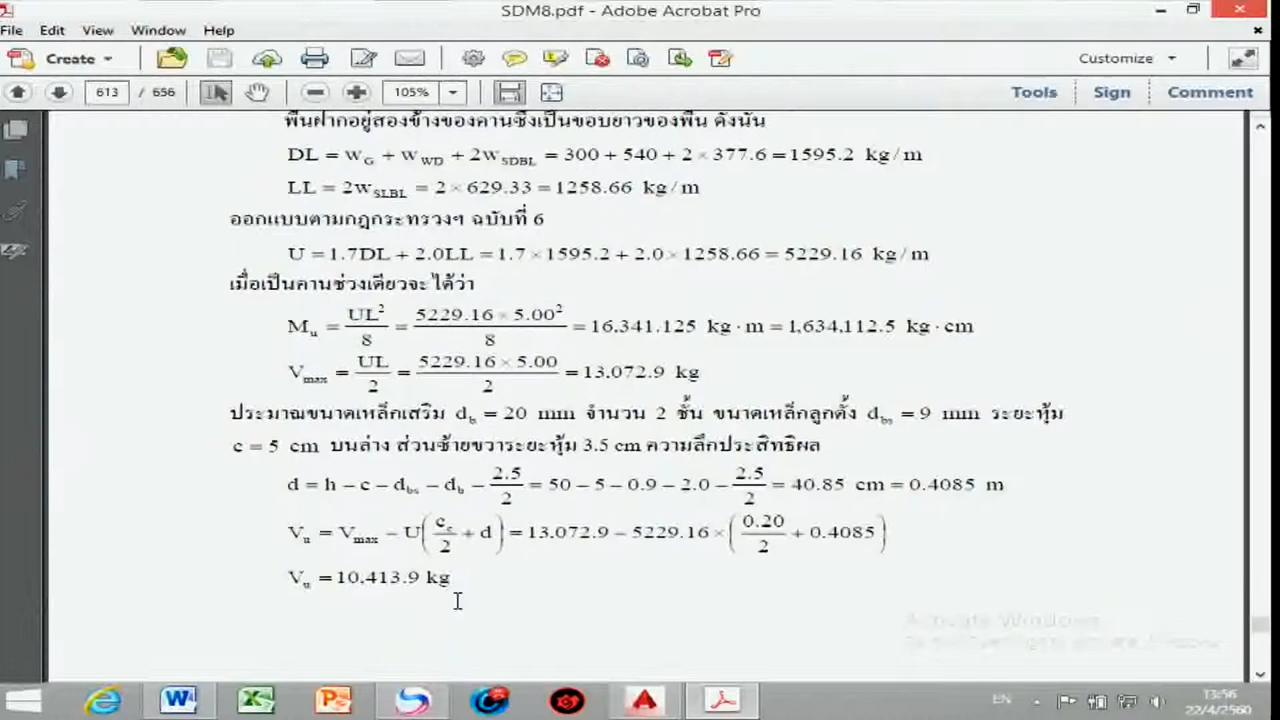 SDM8.pdf - Adobe Acrobat Pro
File Edit View Window Help
Create Customize
613 / 656 105% Tools Sign Comment
พื้นฝากอยู่สองข้างของคานซึ่งเป็นขอบยาวของพื้น ดังนั้น
DL = w_G + w_WD + 2w_SDBL = 300 + 540 + 2 × 377.6 = 1595.2 kg/m
LL = 2w_SLBL = 2 × 629.33 = 1258.66 kg/m
ออกแบบตามกฎกระทรวงฯ ฉบับที่ 6
U = 1.7DL + 2.0LL = 1.7 × 1595.2 + 2.0 × 1258.66 = 5229.16 kg/m
เมื่อเป็นคานช่วงเดียวจะ ได้ว่า
M_u = UL²/8 = 5229.16 × 5.00²/8 = 16,341.125 kg·m = 1,634,112.5 kg·cm
V_max = UL/2 = 5229.16 × 5.00/2 = 13,072.9 kg
ประมาณขนาดเหล็กเสริม d_b = 20 mm จำนวน 2 ชั้น ขนาดเหล็กลูกตั้ง d_bs = 9 mm ระยะหุ้ม
c = 5 cm บนล่าง ส่วนซ้ายขวาระยะหุ้ม 3.5 cm ความลึกประสิทธิผล
d = h − c − d_bs − d_b − 2.5/2 = 50 − 5 − 0.9 − 2.0 − 2.5/2 = 40.85 cm = 0.4085 m
V_u = V_max − U(c_c/2 + d) = 13,072.9 − 5229.16 × (0.20/2 + 0.4085)
V_u = 10,413.9 kg
Activate Windows
EN 13:56
22/4/2560